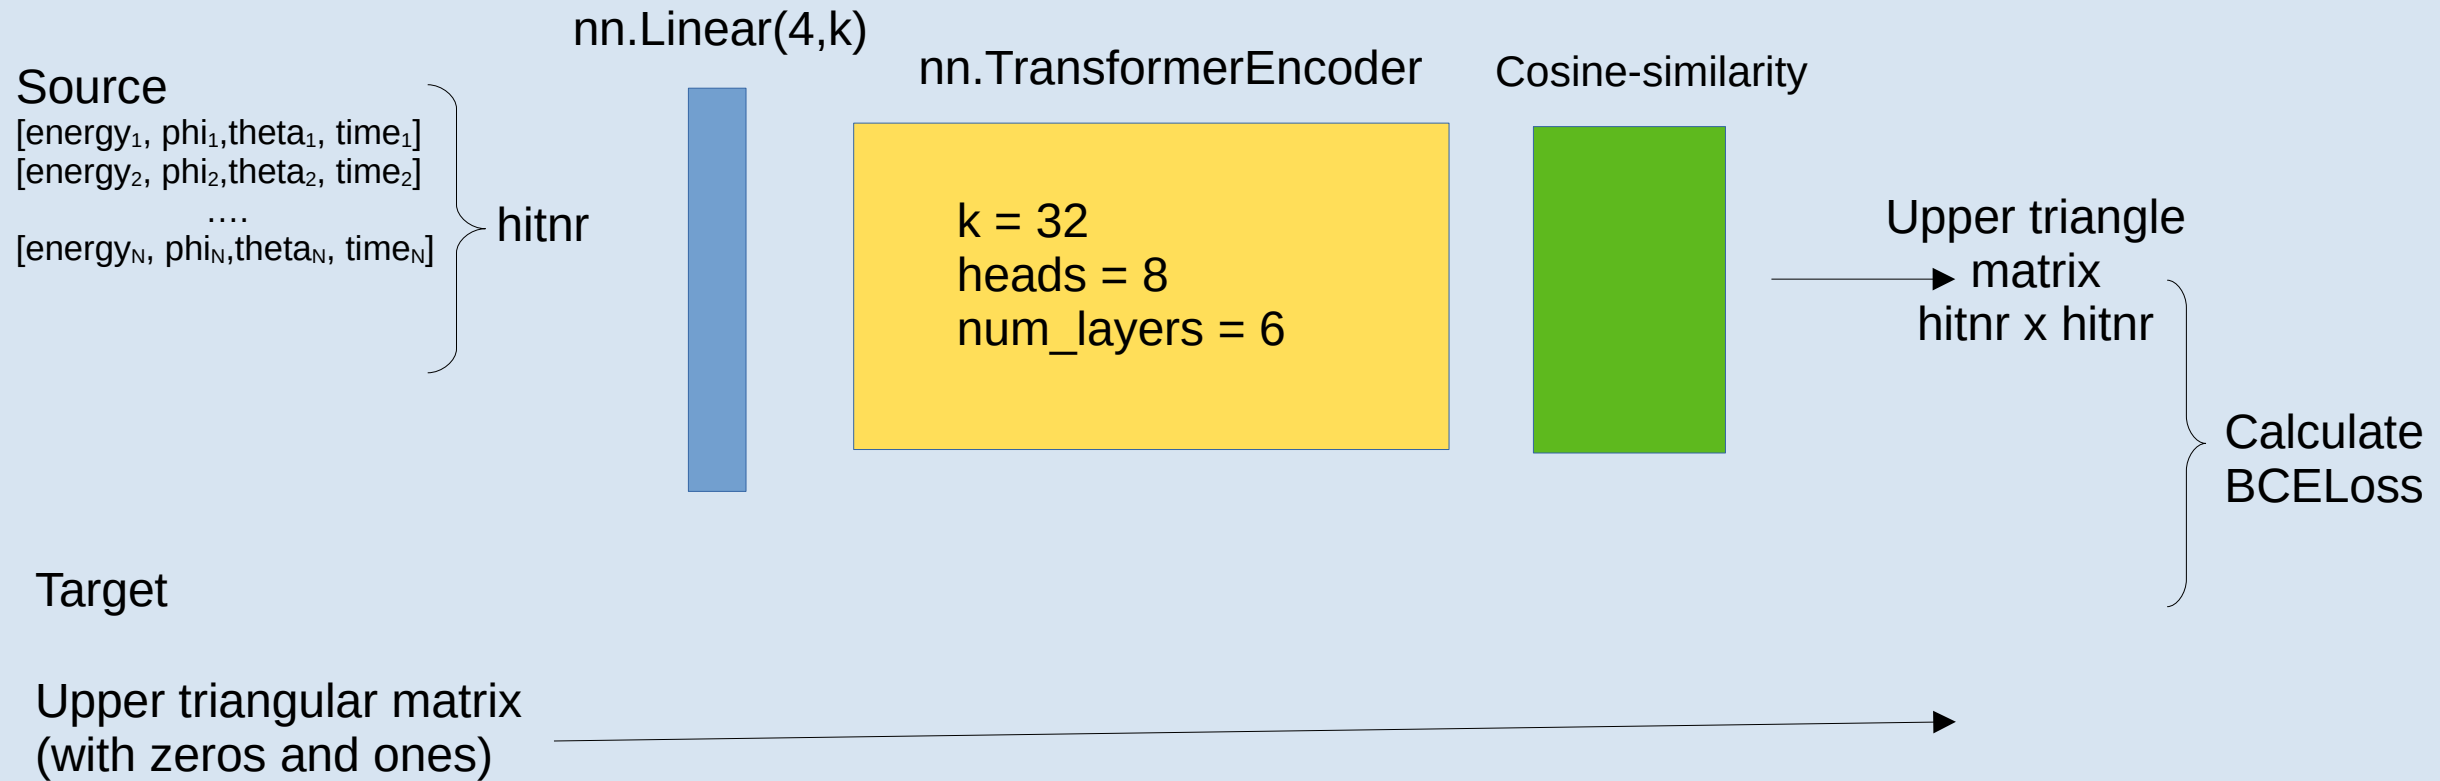 nn.Linear(4,k)
nn.TransformerEncoder
Cosine-similarity
Source
[energy₁, phi₁,theta₁, time₁]
[energy₂, phi₂,theta₂, time₂]
....
[energyN, phiN,thetaN, timeN]
hitnr
k = 32
heads = 8
num_layers = 6
Upper triangle
matrix
hitnr x hitnr
Calculate
BCELoss
Target
Upper triangular matrix
(with zeros and ones)